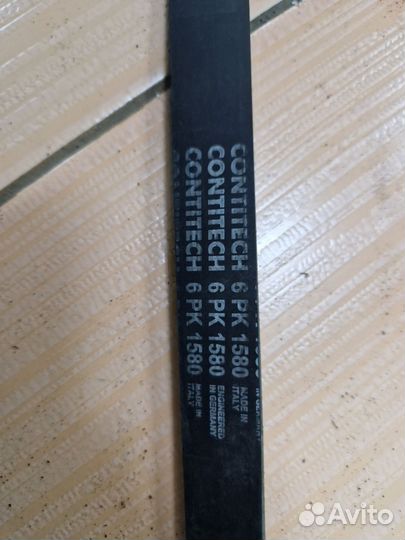 CONTITECH 6 PK 1580 MADE IN
ITALY
CONTITECH 6 PK 1580 ENGINEERED
IN GERMANY
CONTITECH 6 PK 1580 MADE IN
ITALY
Avito